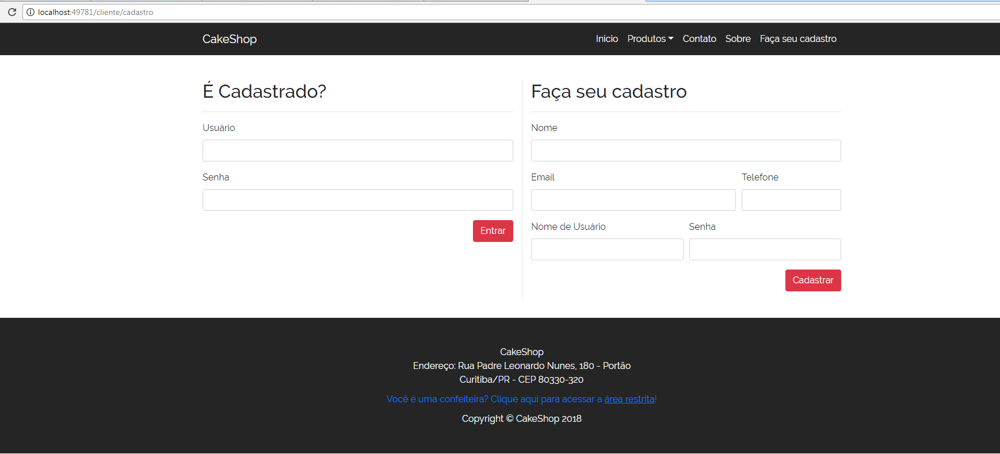 localhost:49781/cliente/cadastro
CakeShop
Inicio Produtos Contato Sobre Faça seu cadastro
É Cadastrado?
Usuário
Senha
Entrar
Faça seu cadastro
Nome
Email Telefone
Nome de Usuário Senha
Cadastrar
CakeShop
Endereço: Rua Padre Leonardo Nunes, 180 - Portão
Curitiba/PR - CEP 80330-320
Você é uma confeiteira? Clique aqui para acessar a área restrita!
Copyright © CakeShop 2018